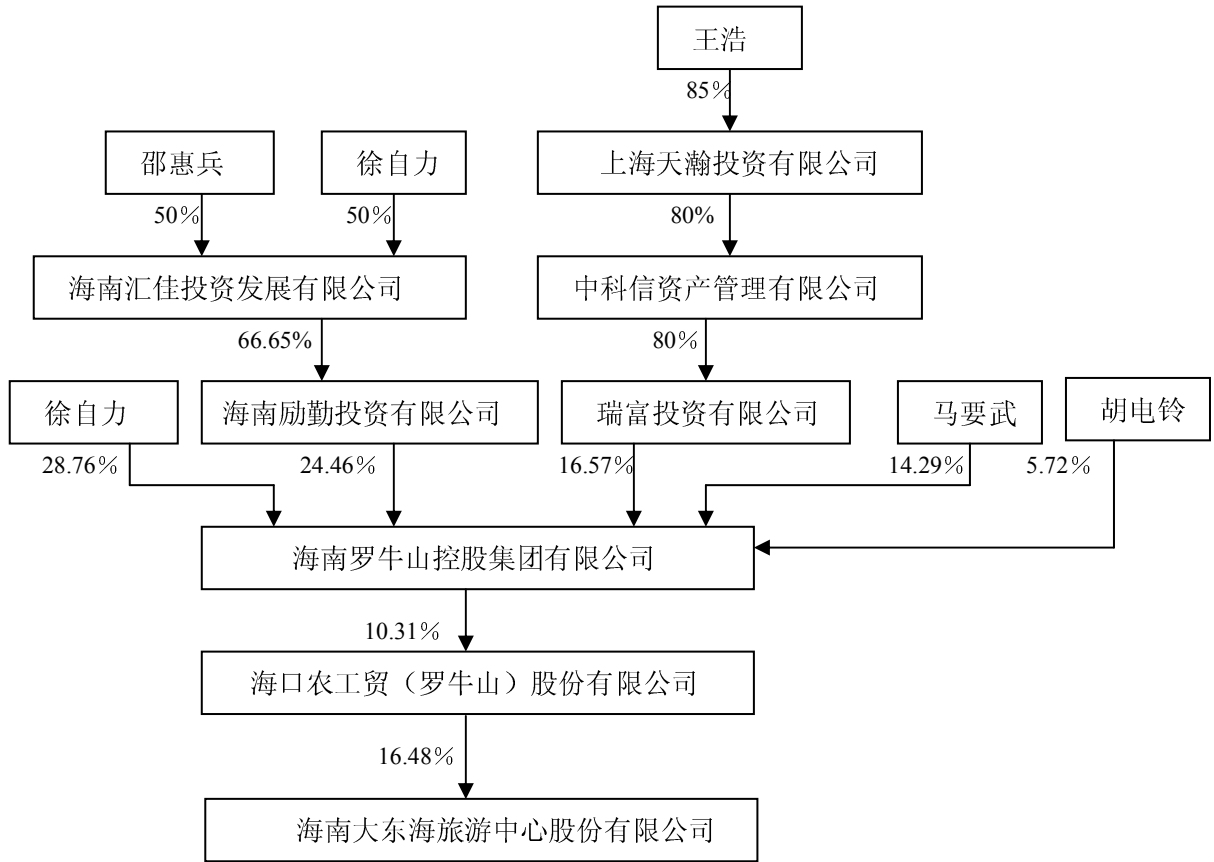 王浩
85%
邵惠兵
徐自力
上海天瀚投资有限公司
50%
50%
80%
海南汇佳投资发展有限公司
中科信资产管理有限公司
66.65%
80%
徐自力
海南励勤投资有限公司
瑞富投资有限公司
马要武
胡电铃
28.76%
24.46%
16.57%
14.29%
5.72%
海南罗牛山控股集团有限公司
10.31%
海口农工贸（罗牛山）股份有限公司
16.48%
海南大东海旅游中心股份有限公司